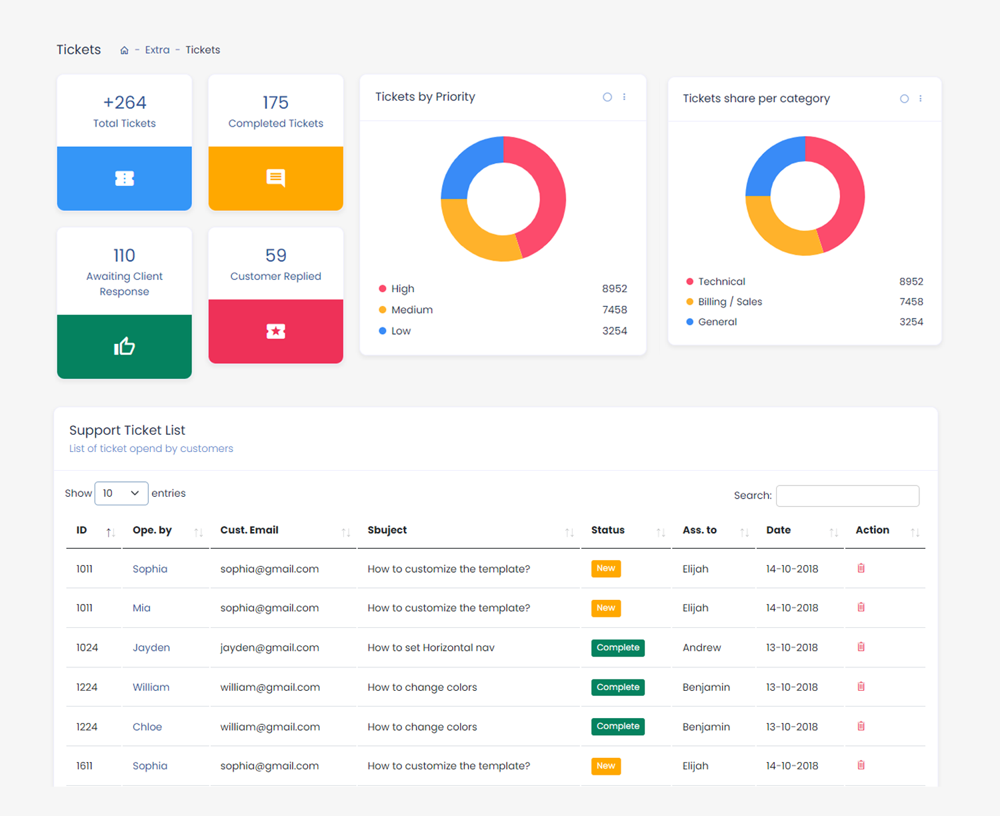 Tickets - Extra - Tickets
+264
Total Tickets
175
Completed Tickets
110
Awaiting Client
Response
59
Customer Replied
Tickets by Priority
High 8952
Medium 7458
Low 3254
Tickets share per category
Technical 8952
Billing / Sales 7458
General 3254
Support Ticket List
List of ticket opend by customers
Show 10 entries
Search:
ID Ope. by Cust. Email Sbuject Status Ass. to Date Action
1011 Sophia sophia@gmail.com How to customize the template? New Elijah 14-10-2018
1011 Mia sophia@gmail.com How to customize the template? New Elijah 14-10-2018
1024 Jayden jayden@gmail.com How to set Horizontal nav Complete Andrew 13-10-2018
1224 William william@gmail.com How to change colors Complete Benjamin 13-10-2018
1224 Chloe william@gmail.com How to change colors Complete Benjamin 13-10-2018
1611 Sophia sophia@gmail.com How to customize the template? New Elijah 14-10-2018